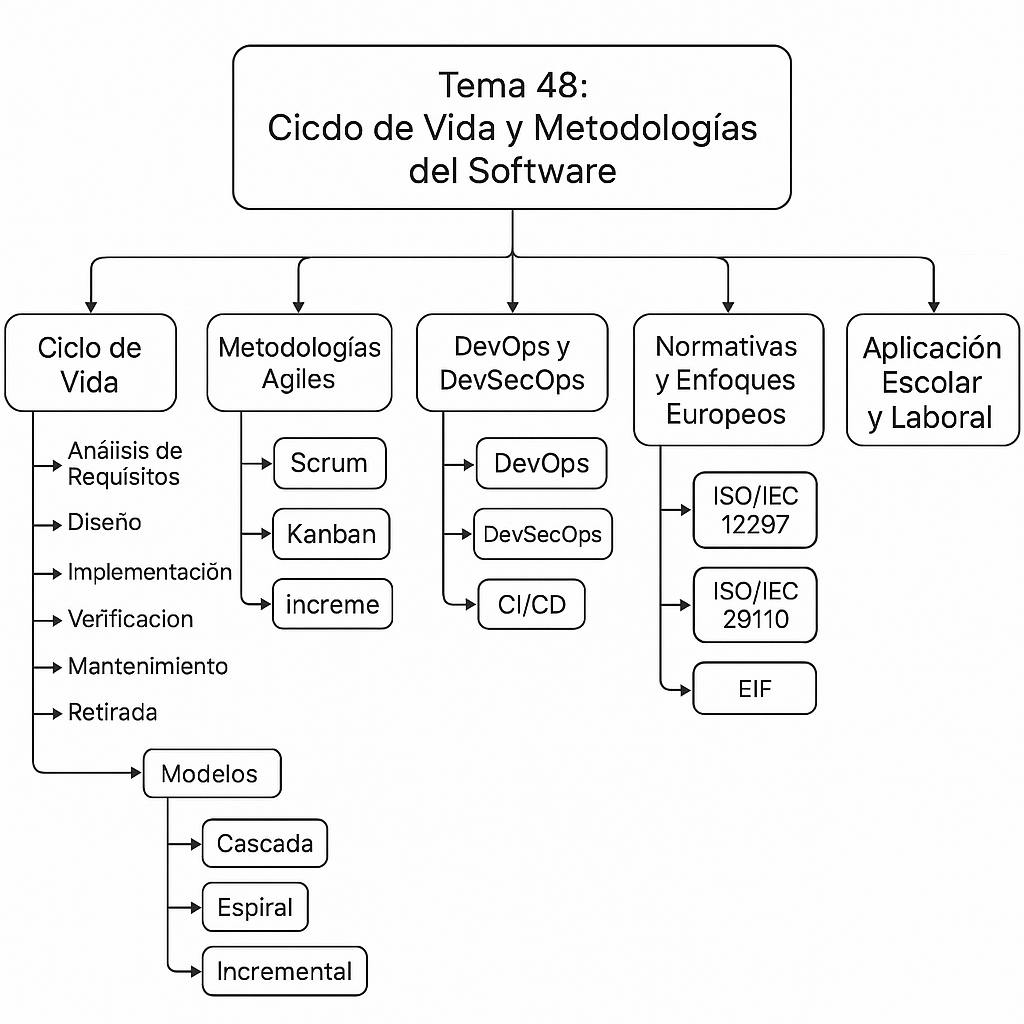 Tema 48:
Cicdo de Vida y Metodologías
del Software
Ciclo de
Vida
Análisis de
Requísitos
Diseño
Implementación
Verificacion
Mantenimiento
Retirada
Modelos
Cascada
Espiral
Incremental
Metodologías
Agiles
Scrum
Kanban
increme
DevOps y
DevSecOps
DevOps
DevSecOps
CI/CD
Normativas
y Enfoques
Europeos
ISO/IEC
12297
ISO/IEC
29110
EIF
Aplicación
Escolar
y Laboral